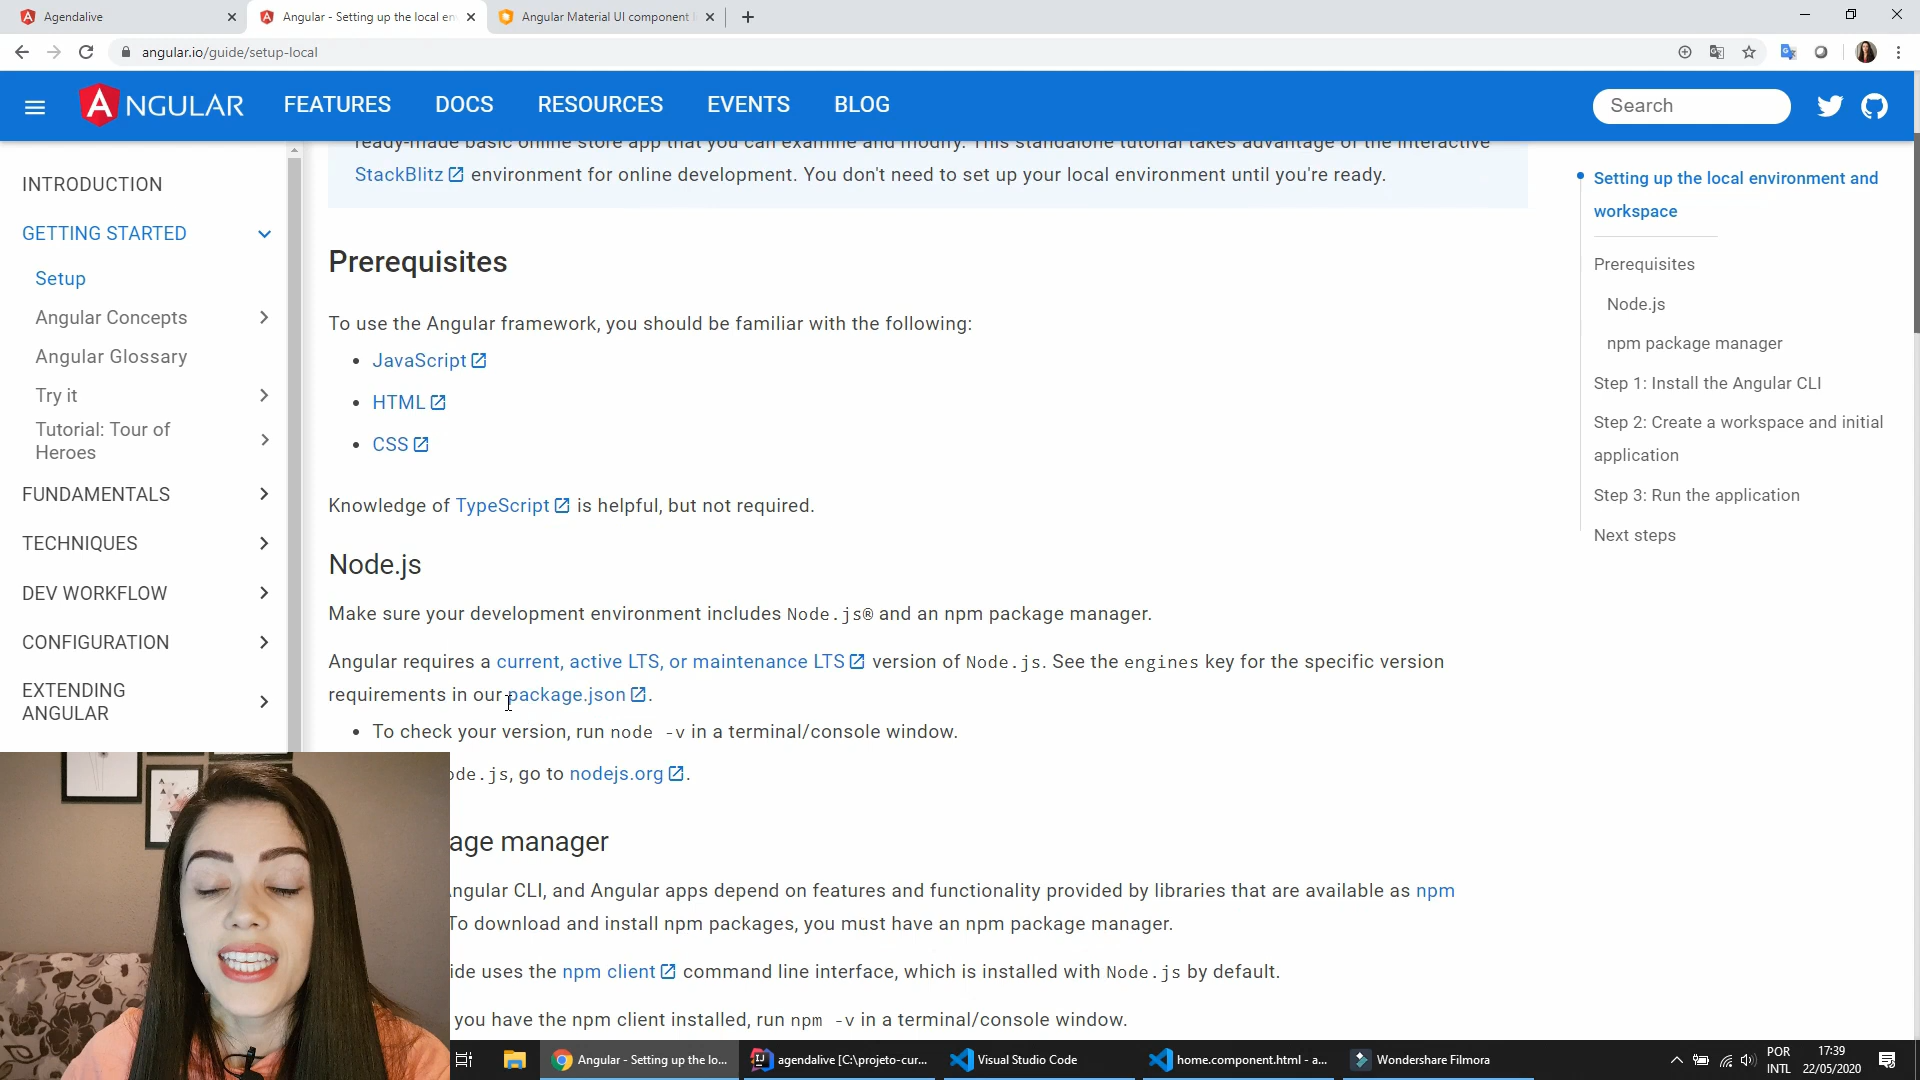 Agendalive
Angular - Setting up the local en
Angular Material UI component l
angular.io/guide/setup-local
ANGULAR
FEATURES
DOCS
RESOURCES
EVENTS
BLOG
Search
INTRODUCTION
GETTING STARTED
Setup
Angular Concepts
Angular Glossary
Try it
Tutorial: Tour of
Heroes
FUNDAMENTALS
TECHNIQUES
DEV WORKFLOW
CONFIGURATION
EXTENDING
ANGULAR
ready-made basic online store app that you can examine and modify. This standalone tutorial takes advantage of the interactive
StackBlitz environment for online development. You don't need to set up your local environment until you're ready.
Prerequisites
To use the Angular framework, you should be familiar with the following:
• JavaScript
• HTML
• CSS
Knowledge of TypeScript is helpful, but not required.
Node.js
Make sure your development environment includes Node.js® and an npm package manager.
Angular requires a current, active LTS, or maintenance LTS version of Node.js. See the engines key for the specific version
requirements in our package.json.
• To check your version, run node -v in a terminal/console window.
ode.js, go to nodejs.org.
age manager
ngular CLI, and Angular apps depend on features and functionality provided by libraries that are available as npm
To download and install npm packages, you must have an npm package manager.
ide uses the npm client command line interface, which is installed with Node.js by default.
you have the npm client installed, run npm -v in a terminal/console window.
Setting up the local environment and
workspace
Prerequisites
Node.js
npm package manager
Step 1: Install the Angular CLI
Step 2: Create a workspace and initial
application
Step 3: Run the application
Next steps
Angular - Setting up the lo...
agendalive [C:\projeto-cur...
Visual Studio Code
home.component.html - a...
Wondershare Filmora
POR
INTL
17:39
22/05/2020